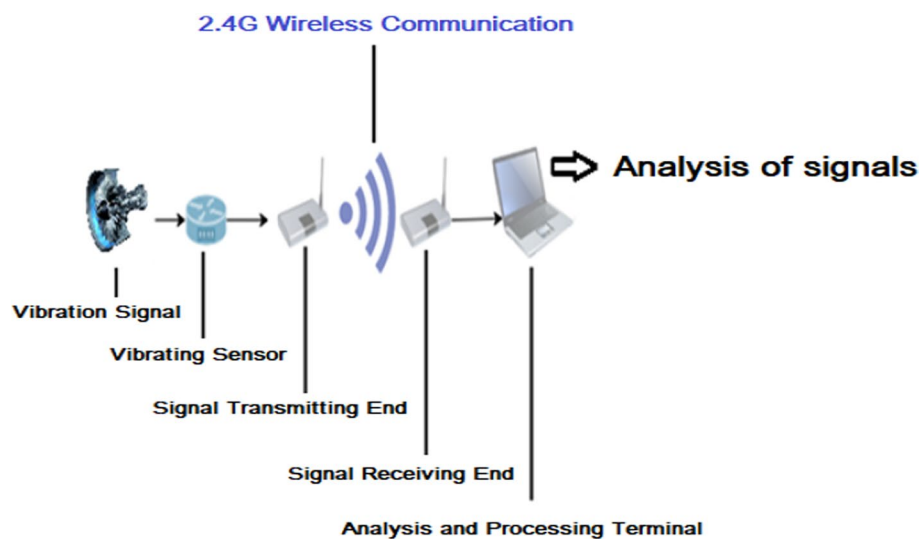 2.4G Wireless Communication
Analysis of signals
Vibration Signal
Vibrating Sensor
Signal Transmitting End
Signal Receiving End
Analysis and Processing Terminal